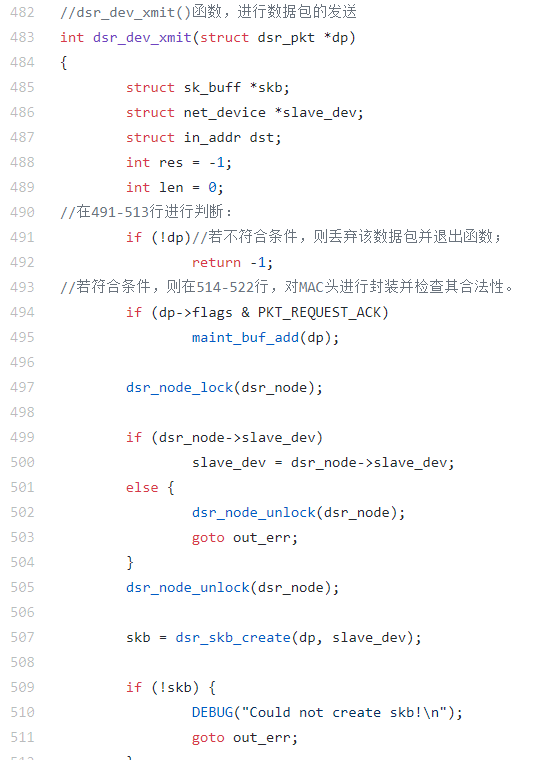 482 //dsr_dev_xmit()函数，进行数据包的发送
483 int dsr_dev_xmit(struct dsr_pkt *dp)
484 {
485 struct sk_buff *skb;
486 struct net_device *slave_dev;
487 struct in_addr dst;
488 int res = -1;
489 int len = 0;
490 //在491-513行进行判断：
491 if (!dp)//若不符合条件，则丢弃该数据包并退出函数；
492 return -1;
493 //若符合条件，则在514-522行，对MAC头进行封装并检查其合法性。
494 if (dp->flags & PKT_REQUEST_ACK)
495 maint_buf_add(dp);
496
497 dsr_node_lock(dsr_node);
498
499 if (dsr_node->slave_dev)
500 slave_dev = dsr_node->slave_dev;
501 else {
502 dsr_node_unlock(dsr_node);
503 goto out_err;
504 }
505 dsr_node_unlock(dsr_node);
506
507 skb = dsr_skb_create(dp, slave_dev);
508
509 if (!skb) {
510 DEBUG("Could not create skb!\n");
511 goto out_err;